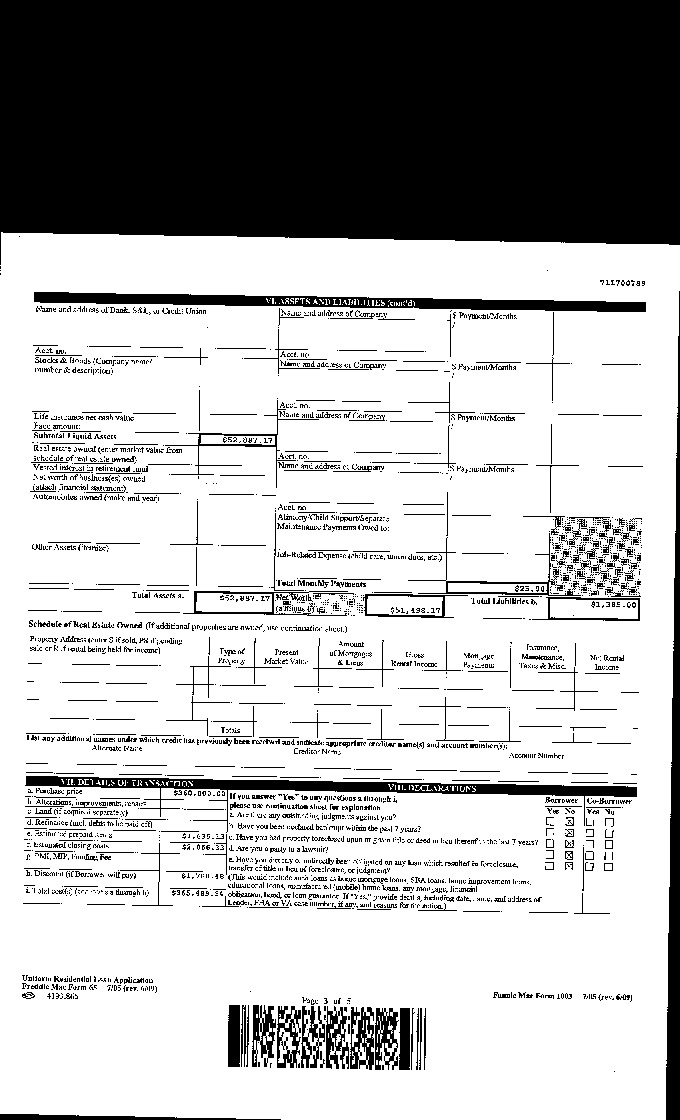 711700789
VI. ASSETS AND LIABILITIES (cont'd)
Name and address of Bank, S&L, or Credit Union
Name and address of Company
$ Payment/Months
/
Acct. no.
Acct. no.
Stocks & Bonds (Company name/
number & description)
Name and address of Company
$ Payment/Months
/
Acct. no.
Life insurance net cash value
Face amount:
Name and address of Company
$ Payment/Months
/
Subtotal Liquid Assets
$52,887.17
Real estate owned (enter market value from
schedule of real estate owned)
Acct. no.
Vested interest in retirement fund
Name and address of Company
$ Payment/Months
/
Net worth of business(es) owned
(attach financial statement)
Automobiles owned (make and year)
Acct. no.
Alimony/Child Support/Separate
Maintenance Payments Owed to:
Other Assets (itemize)
Job-Related Expense (child care, union dues, etc.)
Total Monthly Payments
$25.00
Total Assets a.
$52,887.17
Net Worth
(a minus b)
$51,498.17
Total Liabilities b.
$1,385.00
Schedule of Real Estate Owned (If additional properties are owned, use continuation sheet.)
Property Address (enter S if sold, PS if pending
sale or R if rental being held for income)
Type of
Property
Present
Market Value
Amount
of Mortgages
& Liens
Gross
Rental Income
Mortgage
Payments
Insurance,
Maintenance,
Taxes & Misc.
Net Rental
Income
Totals
List any additional names under which credit has previously been received and indicate appropriate creditor name(s) and account number(s):
Alternate Name
Creditor Name
Account Number
VII. DETAILS OF TRANSACTION
VIII. DECLARATIONS
a. Purchase price
$360,000.00
b. Alterations, improvements, repairs
c. Land (if acquired separately)
d. Refinance (incl. debts to be paid off)
e. Estimated prepaid items
f. Estimated closing costs
g. PMI, MIP, Funding Fee
h. Discount (if Borrower will pay)
i. Total costs (add items a through h)
If you answer "Yes" to any questions a through i,
please use continuation sheet for explanation
Borrower
Co-Borrower
Yes No
Yes No
a. Are there any outstanding judgments against you?
b. Have you been declared bankrupt within the past 7 years?
c. Have you had property foreclosed upon or given title or deed in lieu thereof in the last 7 years?
d. Are you a party to a lawsuit?
e. Have you directly or indirectly been obligated on any loan which resulted in foreclosure,
transfer of title in lieu of foreclosure, or judgment?
(This would include such loans as home mortgage loans, SBA loans, home improvement loans,
educational loans, manufactured (mobile) home loans, any mortgage, financial
obligation, bond, or loan guarantee. If "Yes," provide details, including date, name, and address of
Lender, FHA or VA case number, if any, and reasons for the action.)
Uniform Residential Loan Application
Freddie Mac Form 65 7/05 (rev. 6/09)
Page 3 of 5
Fannie Mae Form 1003 7/05 (rev. 6/09)